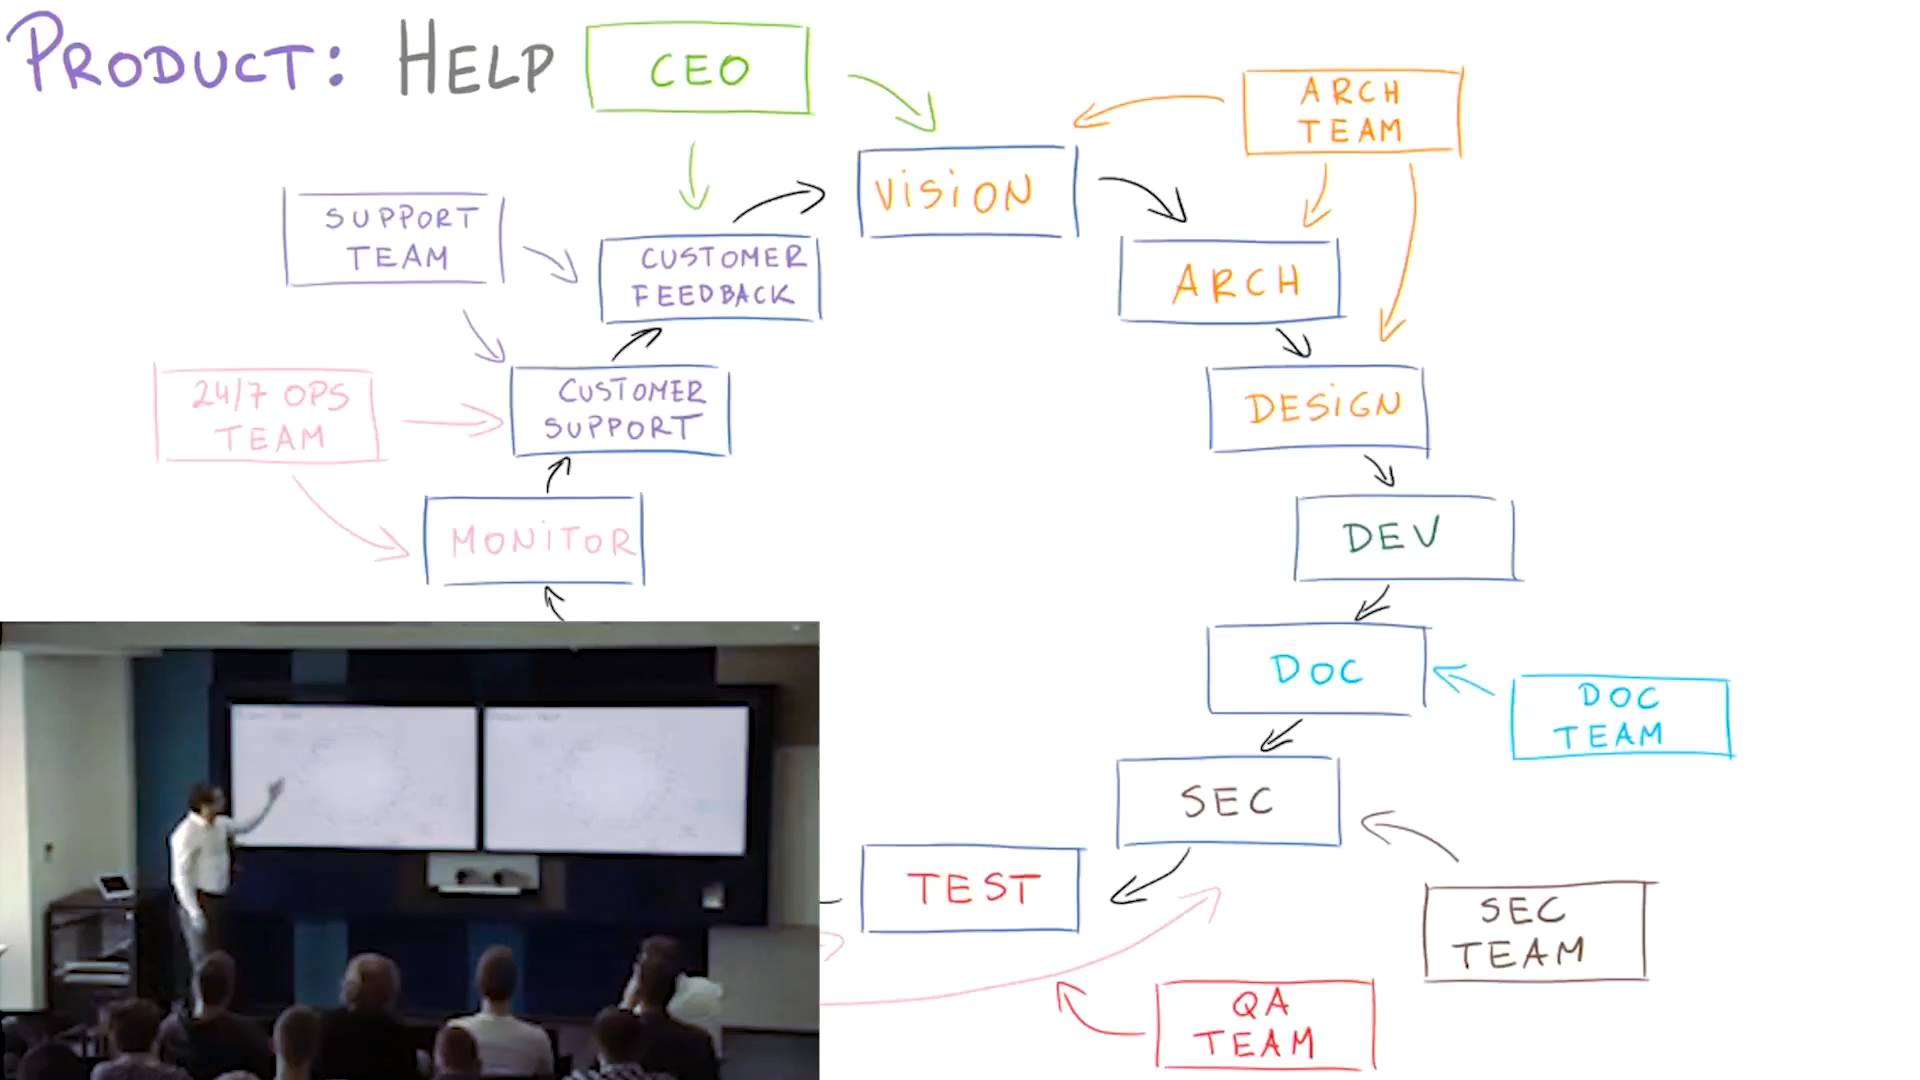 PRODUCT: HELP
CEO
ARCH
TEAM
VISION
SUPPORT
TEAM
CUSTOMER
FEEDBACK
ARCH
24/7 OPS
TEAM
CUSTOMER
SUPPORT
DESIGN
MONITOR
DEV
DOC
DOC
TEAM
SEC
TEST
SEC
TEAM
QA
TEAM